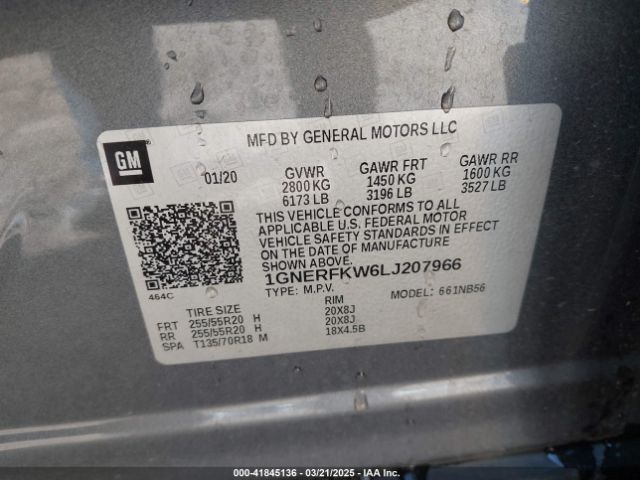 GM
MFD BY GENERAL MOTORS LLC
01/20
GVWR GAWR FRT GAWR RR
2800 KG 1450 KG 1600 KG
6173 LB 3196 LB 3527 LB
THIS VEHICLE CONFORMS TO ALL
APPLICABLE U.S. FEDERAL MOTOR
VEHICLE SAFETY STANDARDS IN EFFECT
ON THE DATE OF MANUFACTURE
SHOWN ABOVE.
1GNERFKW6LJ207966
TYPE: M.P.V. MODEL: 661NB56
464C
TIRE SIZE RIM
FRT 255/55R20 H 20X8J
RR 255/55R20 H 20X8J
SPA T135/70R18 M 18X4.5B
000-41845136 — 03/21/2025 — IAA Inc.